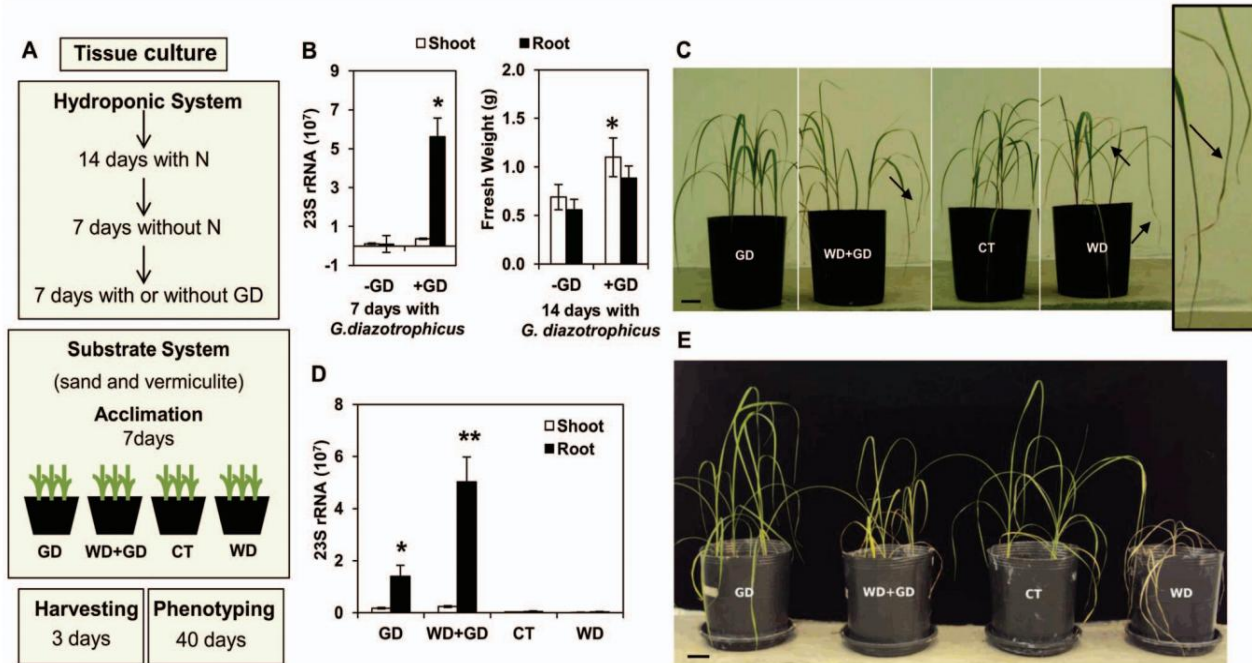 A
Tissue culture
Hydroponic System
14 days with N
7 days without N
7 days with or without GD
Substrate System
(sand and vermiculite)
Acclimation
7days
GD WD+GD CT WD
Harvesting
3 days
Phenotyping
40 days
B
Shoot Root
23S rRNA (10⁷)
9
7
5
3
1
-1
*
-GD +GD
7 days with
G.diazotrophicus
Frresh Weight (g)
2.0
1.5
1.0
0.5
0.0
*
-GD +GD
14 days with
G. diazotrophicus
C
GD
WD+GD
CT
WD
D
23S rRNA (10⁷)
8
6
4
2
0
Shoot
Root
*
**
GD WD+GD CT WD
E
GD
WD+GD
CT
WD